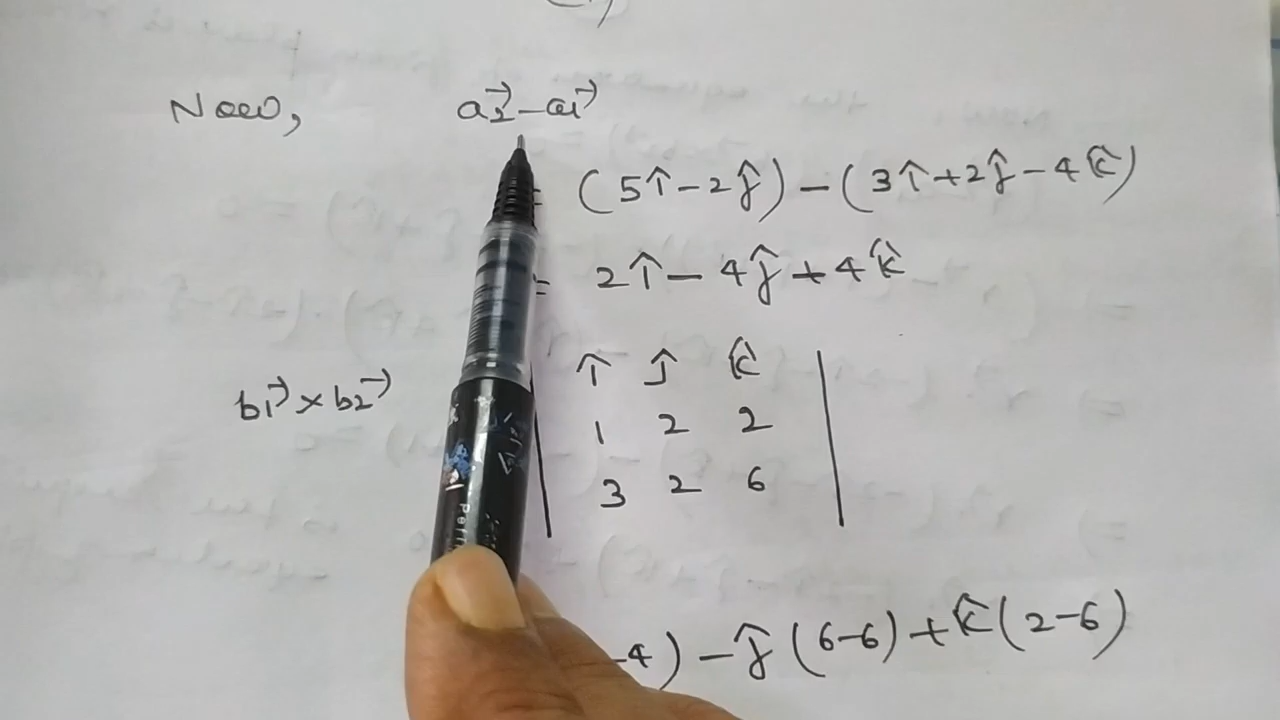 Now, a₂⃗ - a₁⃗
= (5î - 2ĵ) - (3î + 2ĵ - 4k̂)
= 2î - 4ĵ + 4k̂
b₁⃗ × b₂⃗ | î ĵ k̂ |
1 2 2
3 2 6
-4) - ĵ(6-6) + k̂(2-6)